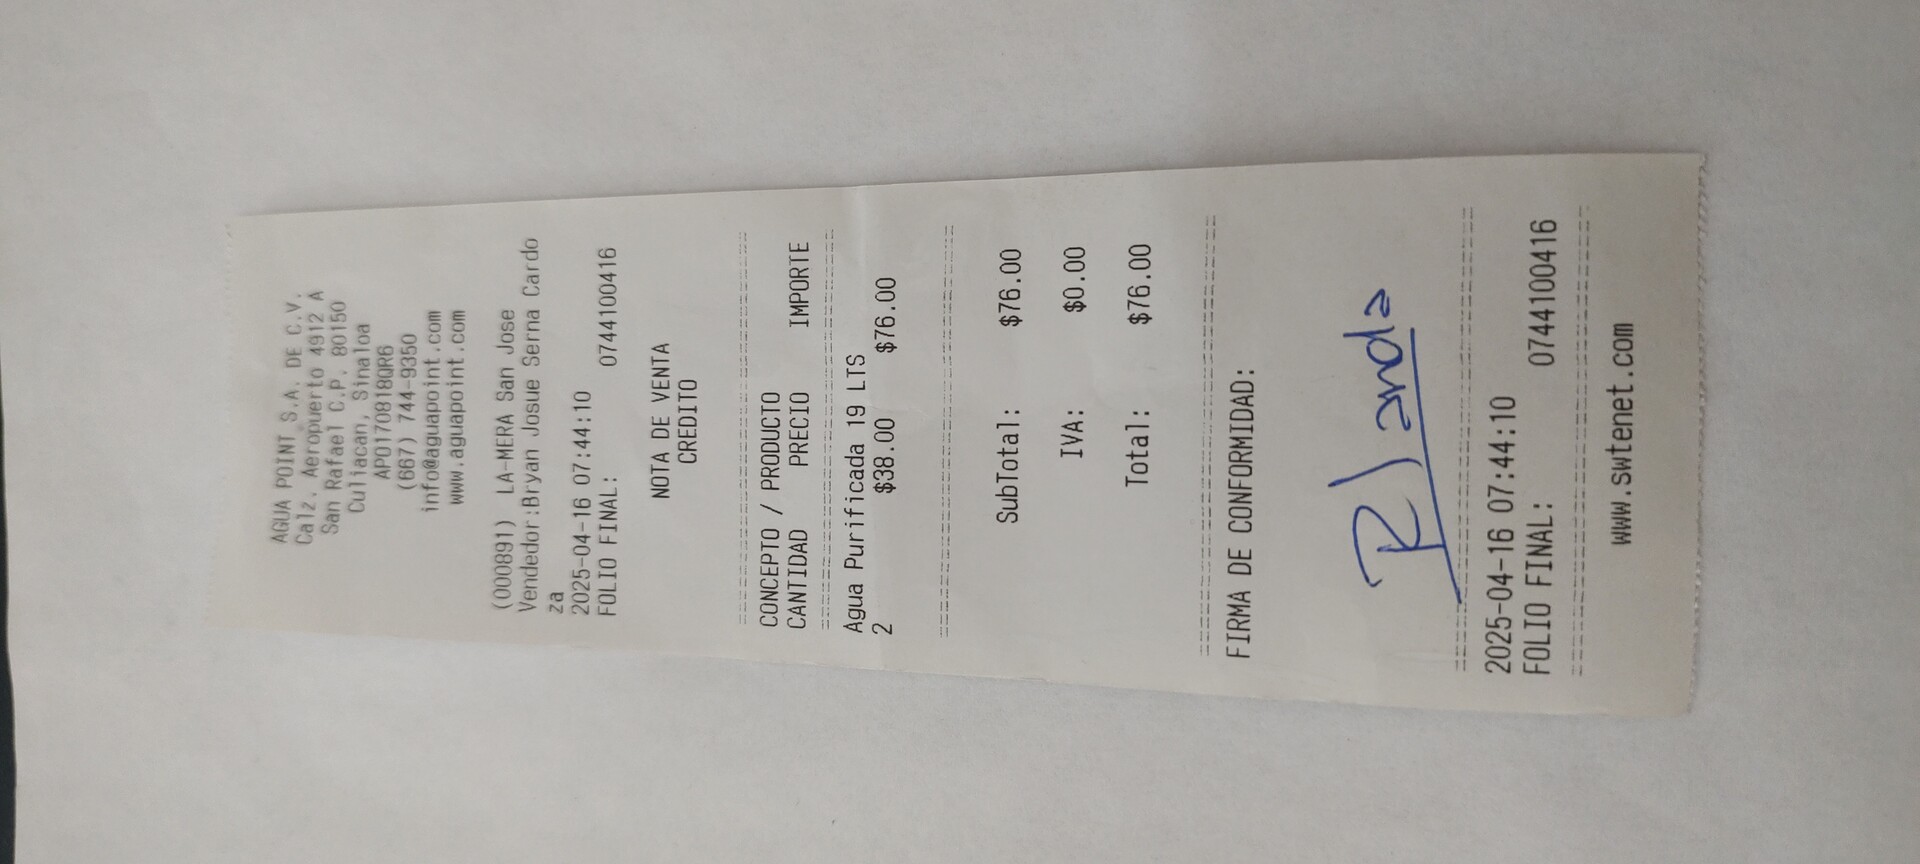 AGUA POINT S.A. DE C.V.
Calz. Aeropuerto 4912 A
San Rafael C.P. 80150
Culiacan, Sinaloa
APO170818QR6
(667) 744-9350
info@aguapoint.com
www.aguapoint.com
(000891) LA-MERA San Jose
Vendedor:Bryan Josue Serna Cardo
za
2025-04-16 07:44:10
FOLIO FINAL: 0744100416
NOTA DE VENTA
CREDITO
CONCEPTO / PRODUCTO
CANTIDAD PRECIO IMPORTE
Agua Purificada 19 LTS
2 $38.00 $76.00
SubTotal: $76.00
IVA: $0.00
Total: $76.00
FIRMA DE CONFORMIDAD:
2025-04-16 07:44:10
FOLIO FINAL: 0744100416
www.swtenet.com